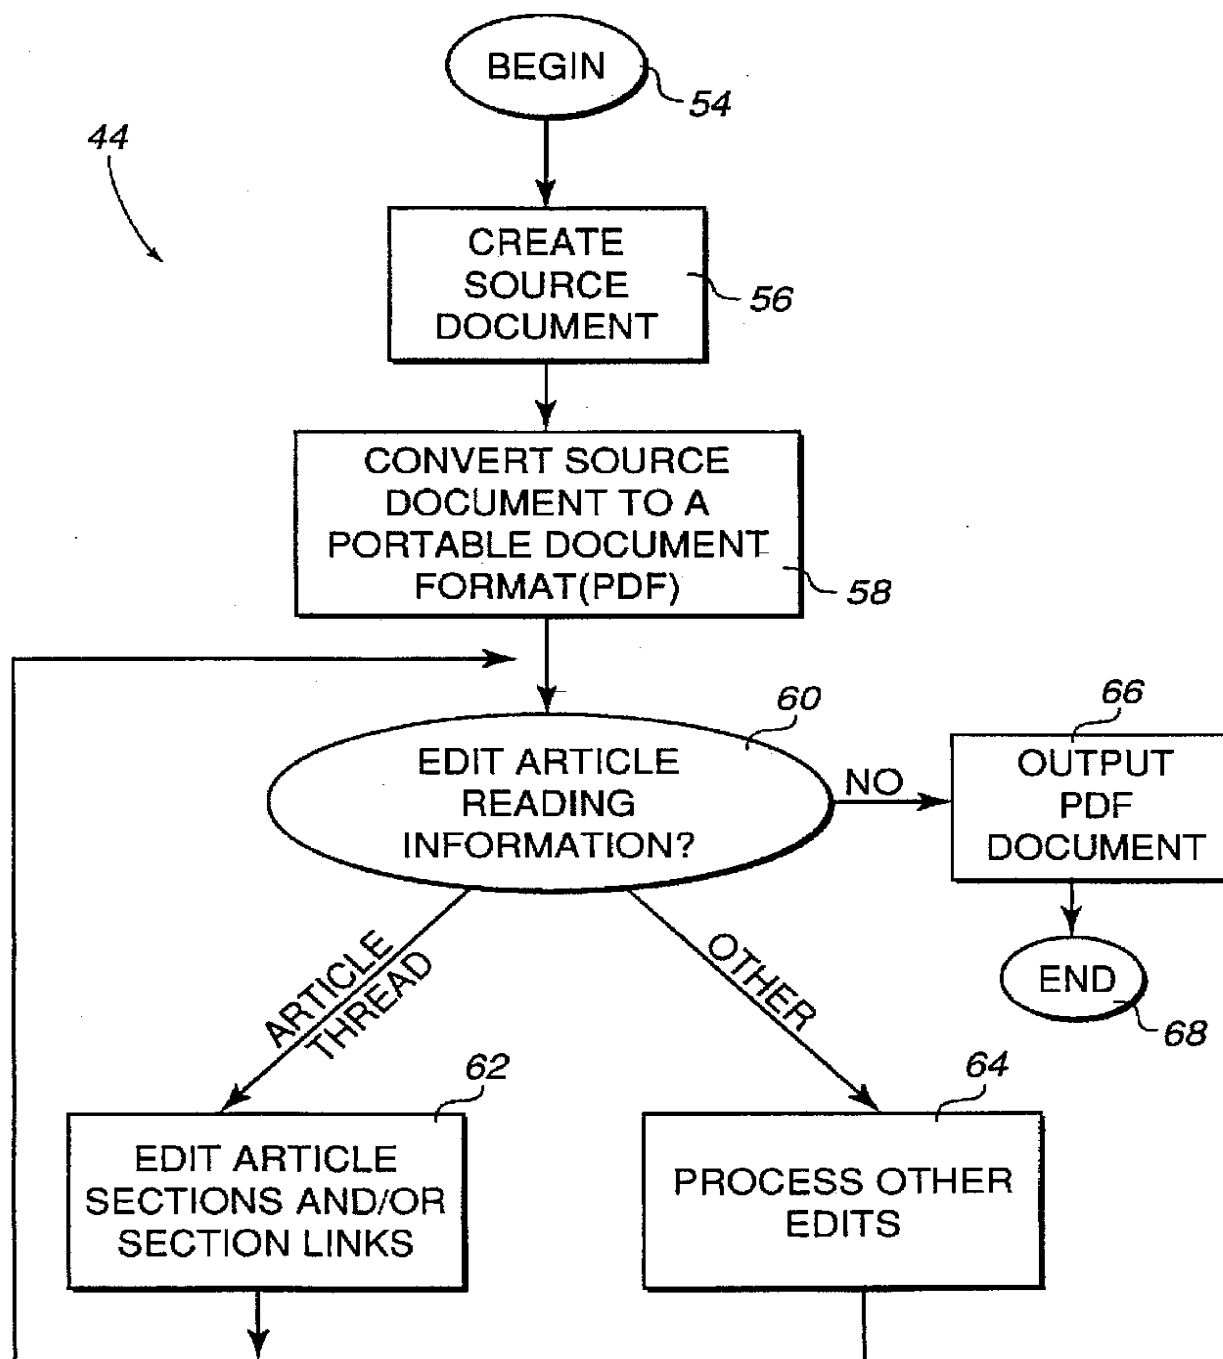 BEGIN
54
44
CREATE
SOURCE
DOCUMENT
56
CONVERT SOURCE
DOCUMENT TO A
PORTABLE DOCUMENT
FORMAT(PDF)
58
60
EDIT ARTICLE
READING
INFORMATION?
NO
66
OUTPUT
PDF
DOCUMENT
END
68
ARTICLE
THREAD
OTHER
62
EDIT ARTICLE
SECTIONS AND/OR
SECTION LINKS
64
PROCESS OTHER
EDITS